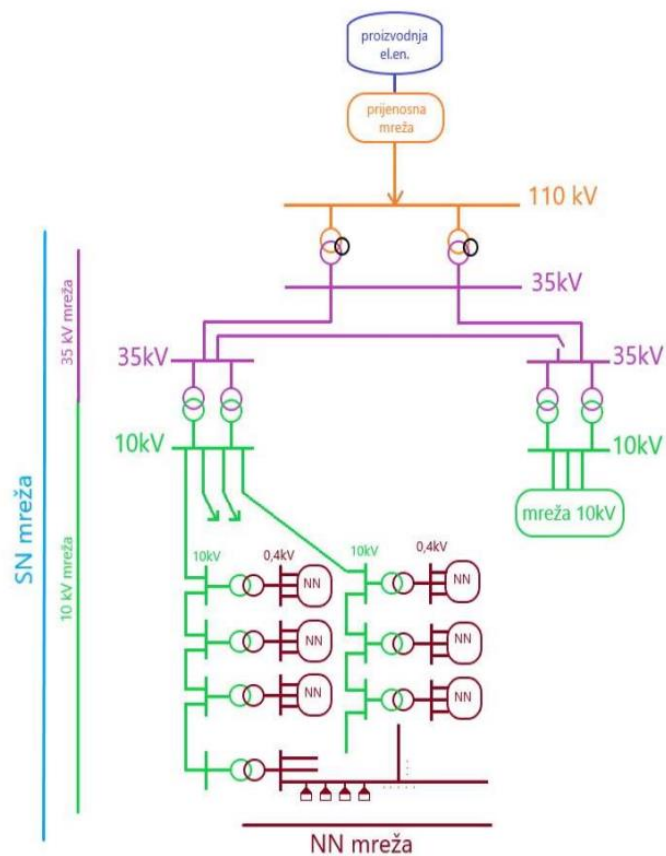 proizvodnja
el.en.
prijenosna
mreža
110 kV
35kV
35kV
35kV
10kV
10kV
mreža 10kV
SN mreža
35 kV mreža
10 kV mreža
10kV
0,4kV
10kV
0,4kV
NN
NN
NN
NN
NN
NN
NN mreža